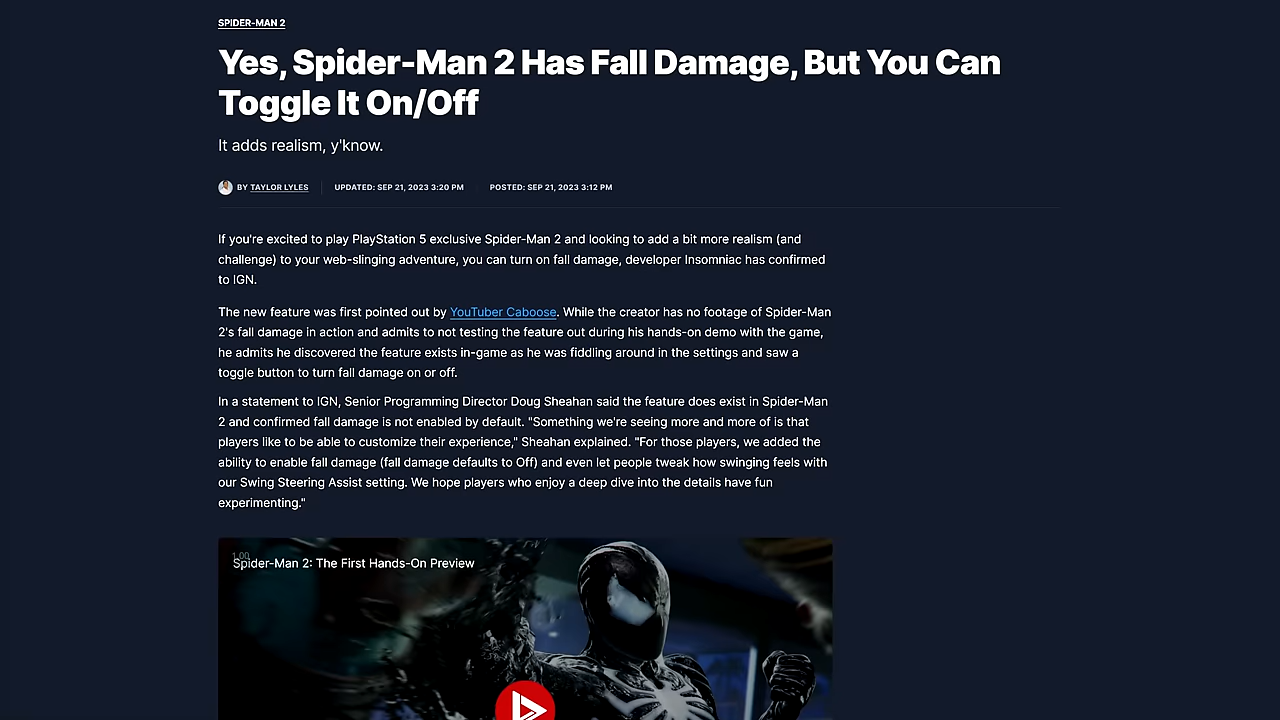 SPIDER-MAN 2
Yes, Spider-Man 2 Has Fall Damage, But You Can
Toggle It On/Off
It adds realism, y'know.
BY TAYLOR LYLES
UPDATED: SEP 21, 2023 3:20 PM
POSTED: SEP 21, 2023 3:12 PM
If you're excited to play PlayStation 5 exclusive Spider-Man 2 and looking to add a bit more realism (and
challenge) to your web-slinging adventure, you can turn on fall damage, developer Insomniac has confirmed
to IGN.
The new feature was first pointed out by YouTuber Caboose. While the creator has no footage of Spider-Man
2's fall damage in action and admits to not testing the feature out during his hands-on demo with the game,
he admits he discovered the feature exists in-game as he was fiddling around in the settings and saw a
toggle button to turn fall damage on or off.
In a statement to IGN, Senior Programming Director Doug Sheahan said the feature does exist in Spider-Man
2 and confirmed fall damage is not enabled by default. "Something we're seeing more and more of is that
players like to be able to customize their experience," Sheahan explained. "For those players, we added the
ability to enable fall damage (fall damage defaults to Off) and even let people tweak how swinging feels with
our Swing Steering Assist setting. We hope players who enjoy a deep dive into the details have fun
experimenting."
1.00
Spider-Man 2: The First Hands-On Preview